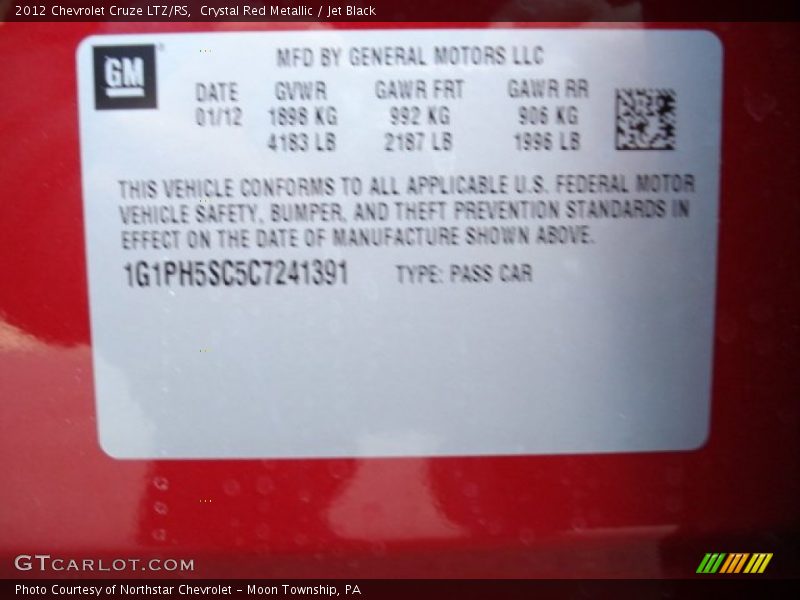 2012 Chevrolet Cruze LTZ/RS, Crystal Red Metallic / Jet Black
GM
MFD BY GENERAL MOTORS LLC
DATE GVWR GAWR FRT GAWR RR
01/12 1898 KG 992 KG 906 KG
4183 LB 2187 LB 1996 LB
THIS VEHICLE CONFORMS TO ALL APPLICABLE U.S. FEDERAL MOTOR
VEHICLE SAFETY, BUMPER, AND THEFT PREVENTION STANDARDS IN
EFFECT ON THE DATE OF MANUFACTURE SHOWN ABOVE.
1G1PH5SC5C7241391 TYPE: PASS CAR
GTCARLOT.COM
Photo Courtesy of Northstar Chevrolet - Moon Township, PA